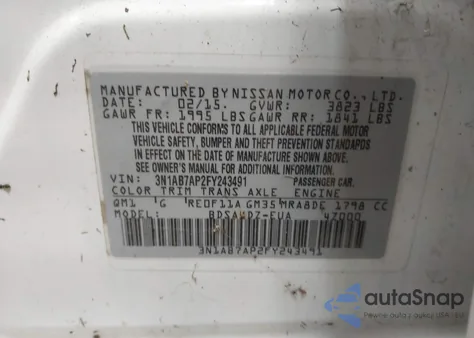 MANUFACTURED BY NISSAN MOTOR CO., LTD.
DATE: 02/15. GVWR: 3823 LBS
GAWR FR: 1995 LBS GAWR RR: 1841 LBS
THIS VEHICLE CONFORMS TO ALL APPLICABLE FEDERAL MOTOR
VEHICLE SAFETY, BUMPER AND THEFT PREVENTION STANDARDS
IN EFFECT ON THE DATE OF MANUFACTURE SHOWN ABOVE.
SEE OWNER'S MANUAL FOR ADDITIONAL INFORMATION.
VIN: 3N1AB7AP2FY243491 PASSENGER CAR.
COLOR TRIM TRANS AXLE ENGINE
QM1 G RE0F11A GM35 MRA8DE 1798 CC
MODEL: 47000
3N1AB7AP2FY243491
autoSnap